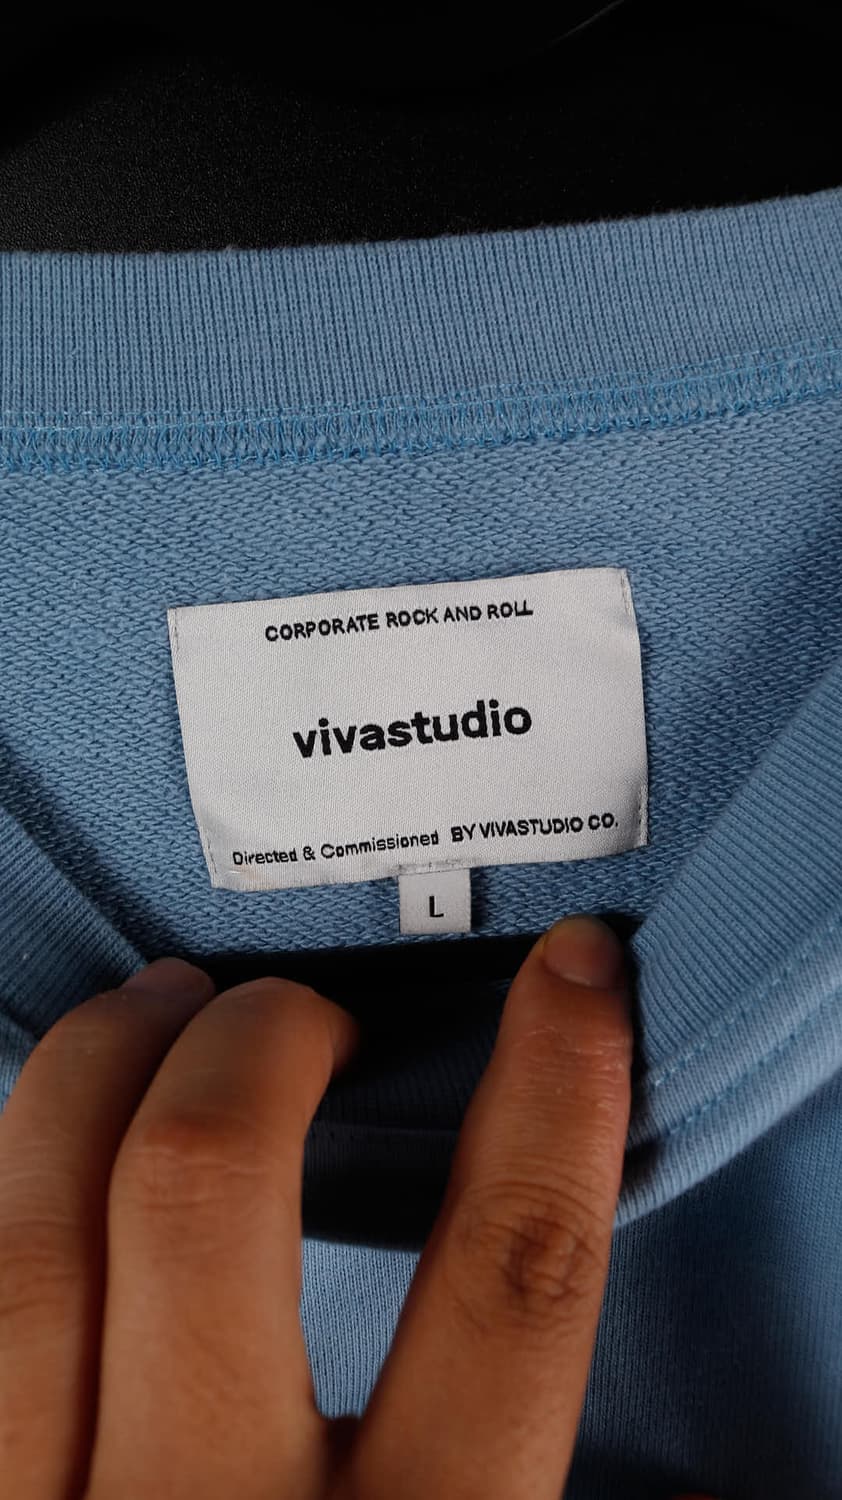 CORPORATE ROCK AND ROLL
vivastudio
Directed & Commissioned BY VIVASTUDIO CO.
L